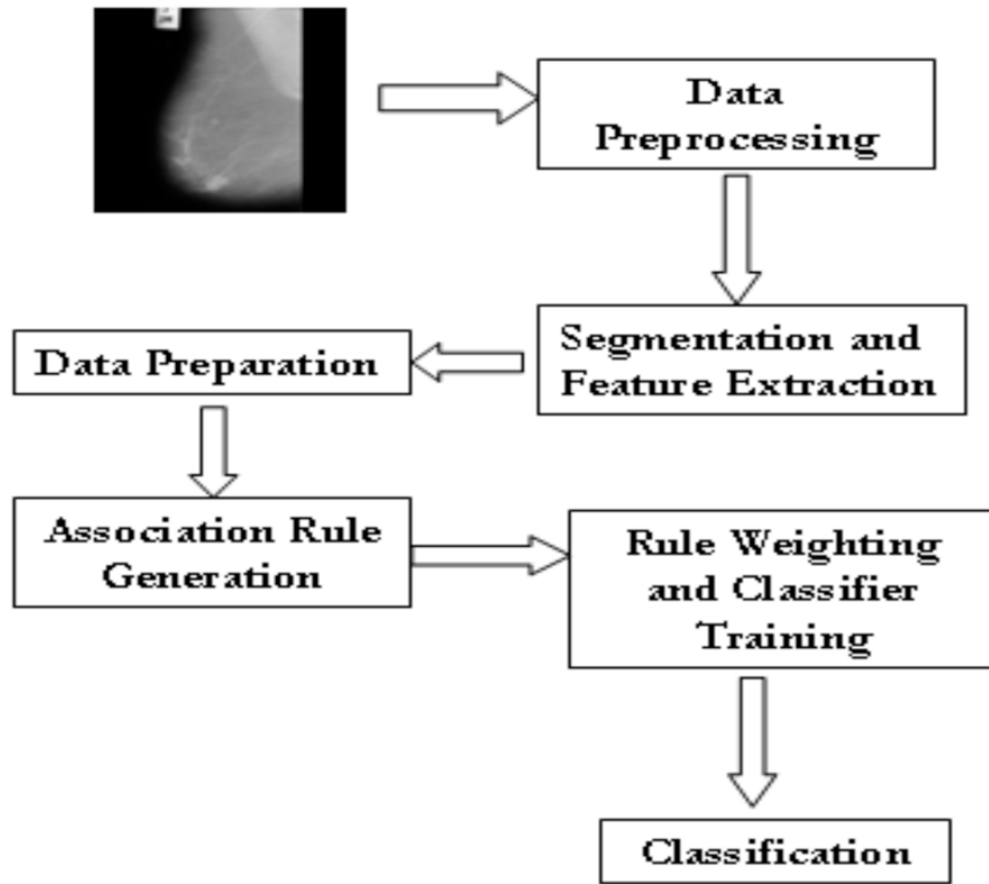 Data
Preprocessing
Segmentation and
Feature Extraction
Data Preparation
Association Rule
Generation
Rule Weighting
and Classifier
Training
Classification